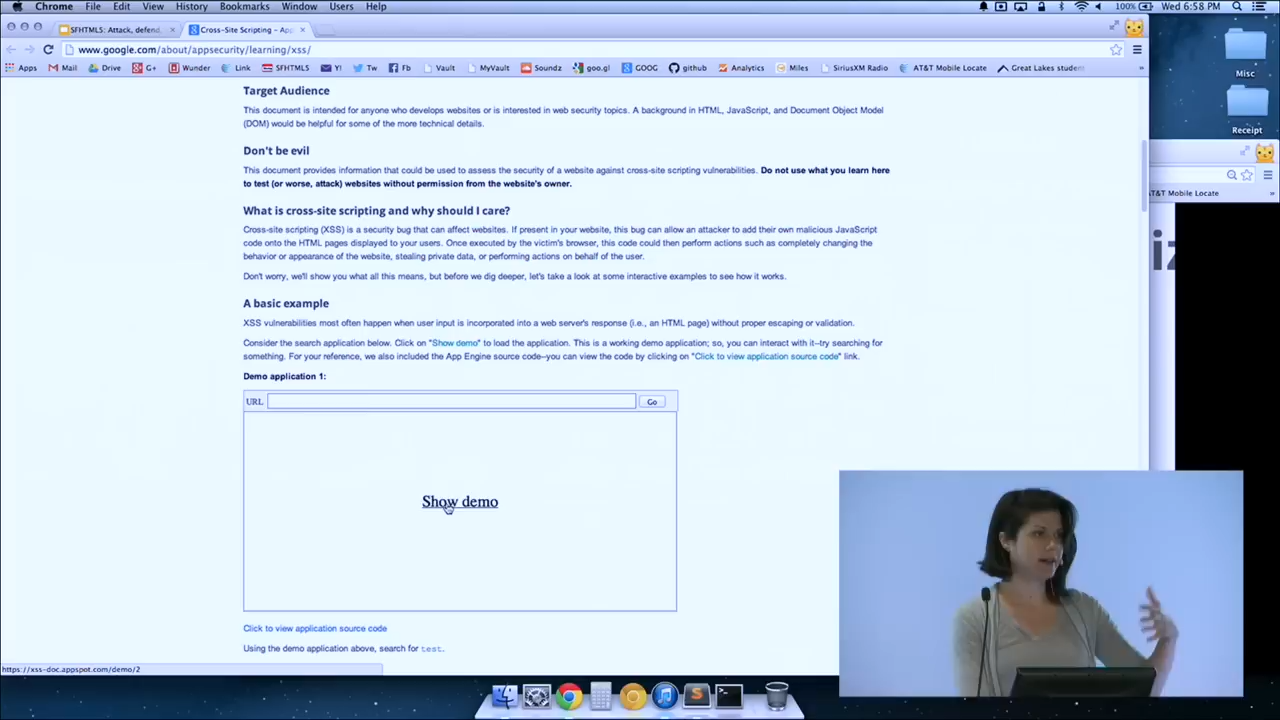 Chrome File Edit View History Bookmarks Window Users Help
100% Wed 6:58 PM
SFHTML5: Attack, defend,
Cross-Site Scripting – App
www.google.com/about/appsecurity/learning/xss/
Apps Mail Drive G+ Wunder Link SFHTML5 Y! Tw Fb Vault MyVault Soundz goo.gl GOOG github Analytics Miles SiriusXM Radio AT&T Mobile Locate Great Lakes studen »
Misc
Receipt
AT&T Mobile Locate »
Target Audience
This document is intended for anyone who develops websites or is interested in web security topics. A background in HTML, JavaScript, and Document Object Model
(DOM) would be helpful for some of the more technical details.
Don't be evil
This document provides information that could be used to assess the security of a website against cross-site scripting vulnerabilities. Do not use what you learn here
to test (or worse, attack) websites without permission from the website's owner.
What is cross-site scripting and why should I care?
Cross-site scripting (XSS) is a security bug that can affect websites. If present in your website, this bug can allow an attacker to add their own malicious JavaScript
code onto the HTML pages displayed to your users. Once executed by the victim's browser, this code could then perform actions such as completely changing the
behavior or appearance of the website, stealing private data, or performing actions on behalf of the user.
Don't worry, we'll show you what all this means, but before we dig deeper, let's take a look at some interactive examples to see how it works.
A basic example
XSS vulnerabilities most often happen when user input is incorporated into a web server's response (i.e., an HTML page) without proper escaping or validation.
Consider the search application below. Click on "Show demo" to load the application. This is a working demo application; so, you can interact with it--try searching for
something. For your reference, we also included the App Engine source code--you can view the code by clicking on "Click to view application source code" link.
Demo application 1:
URL Go
Show demo
Click to view application source code
Using the demo application above, search for test.
https://xss-doc.appspot.com/demo/2